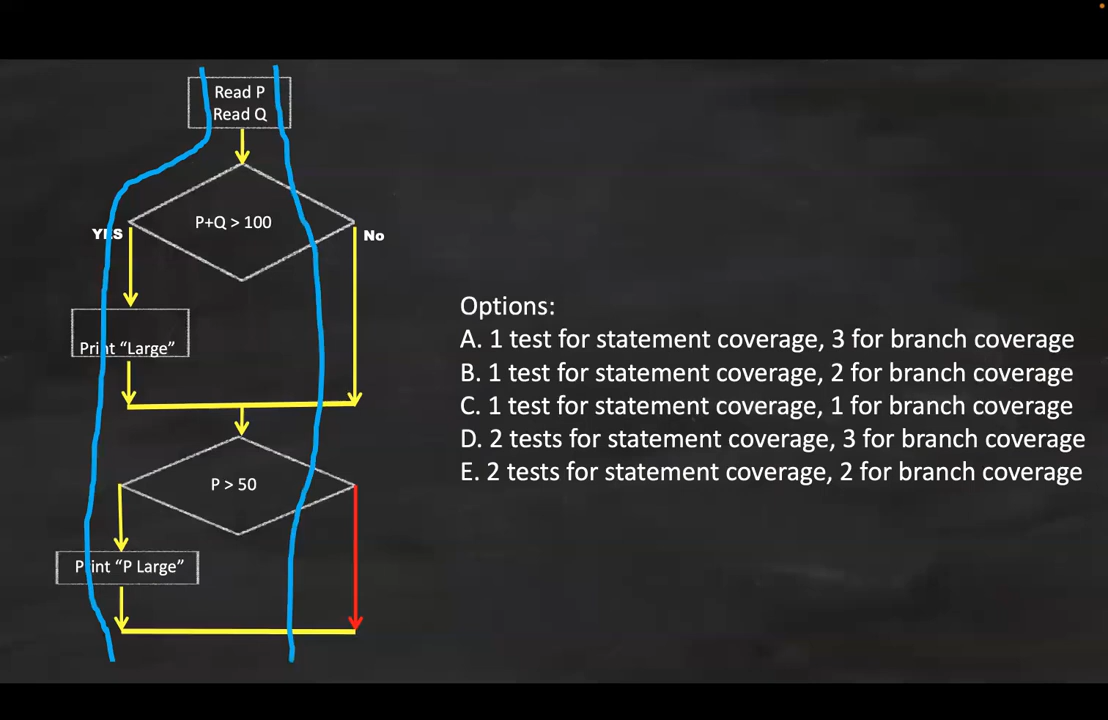 Read P
Read Q
P+Q > 100
YES
No
Print “Large”
P > 50
Print “P Large”
Options:
A. 1 test for statement coverage, 3 for branch coverage
B. 1 test for statement coverage, 2 for branch coverage
C. 1 test for statement coverage, 1 for branch coverage
D. 2 tests for statement coverage, 3 for branch coverage
E. 2 tests for statement coverage, 2 for branch coverage